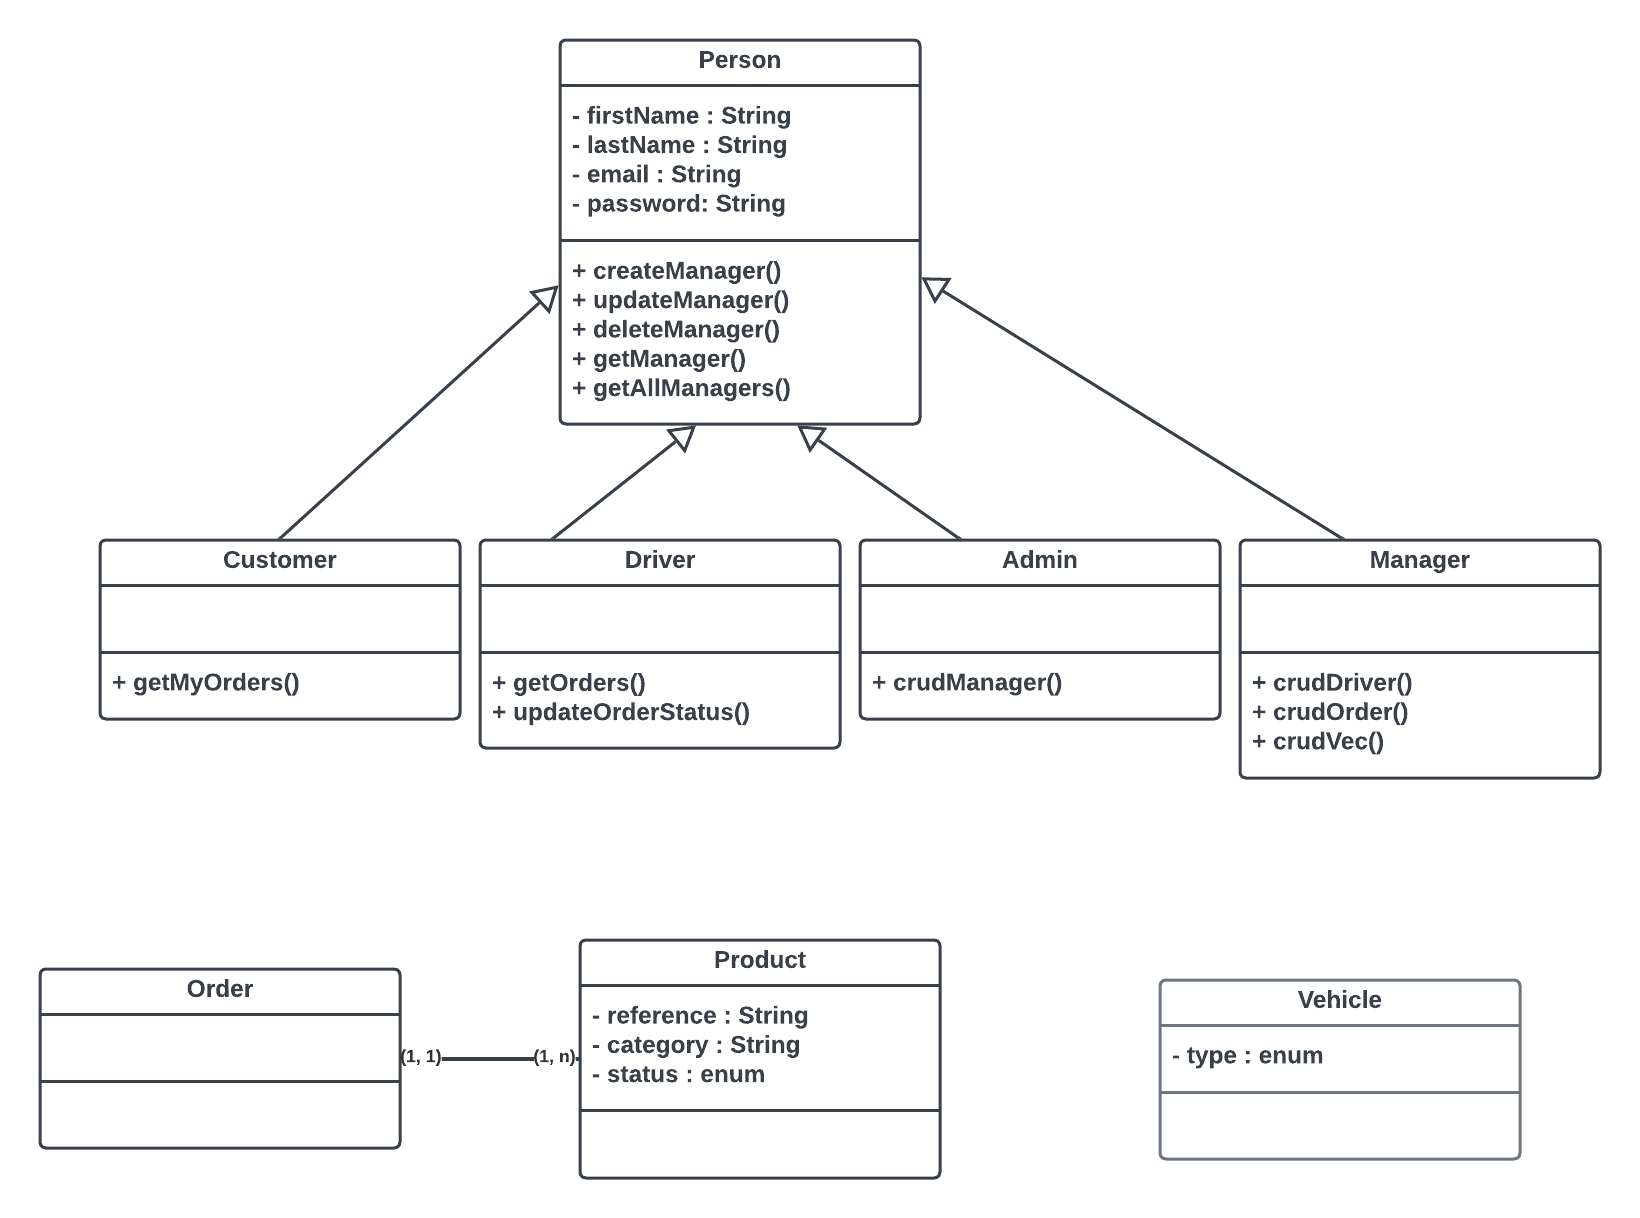 Person
- firstName : String
- lastName : String
- email : String
- password: String
+ createManager()
+ updateManager()
+ deleteManager()
+ getManager()
+ getAllManagers()
Customer
+ getMyOrders()
Driver
+ getOrders()
+ updateOrderStatus()
Admin
+ crudManager()
Manager
+ crudDriver()
+ crudOrder()
+ crudVec()
Order
(1, 1)
(1, n)
Product
- reference : String
- category : String
- status : enum
Vehicle
- type : enum